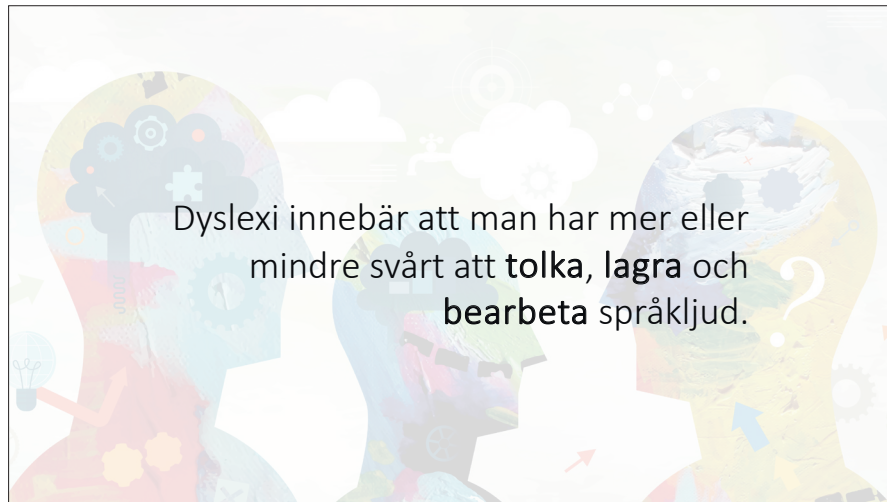 Dyslexi innebär att man har mer eller
mindre svårt att tolka, lagra och
bearbeta språkljud.